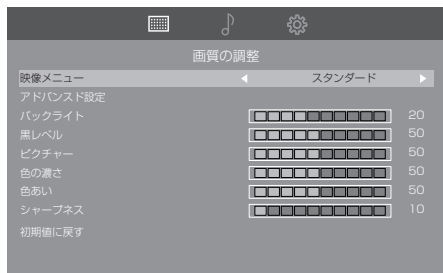 画質の調整
映像メニュー スタンダード
アドバンスド設定
バックライト 20
黒レベル 50
ピクチャー 50
色の濃さ 50
色あい 50
シャープネス 10
初期値に戻す